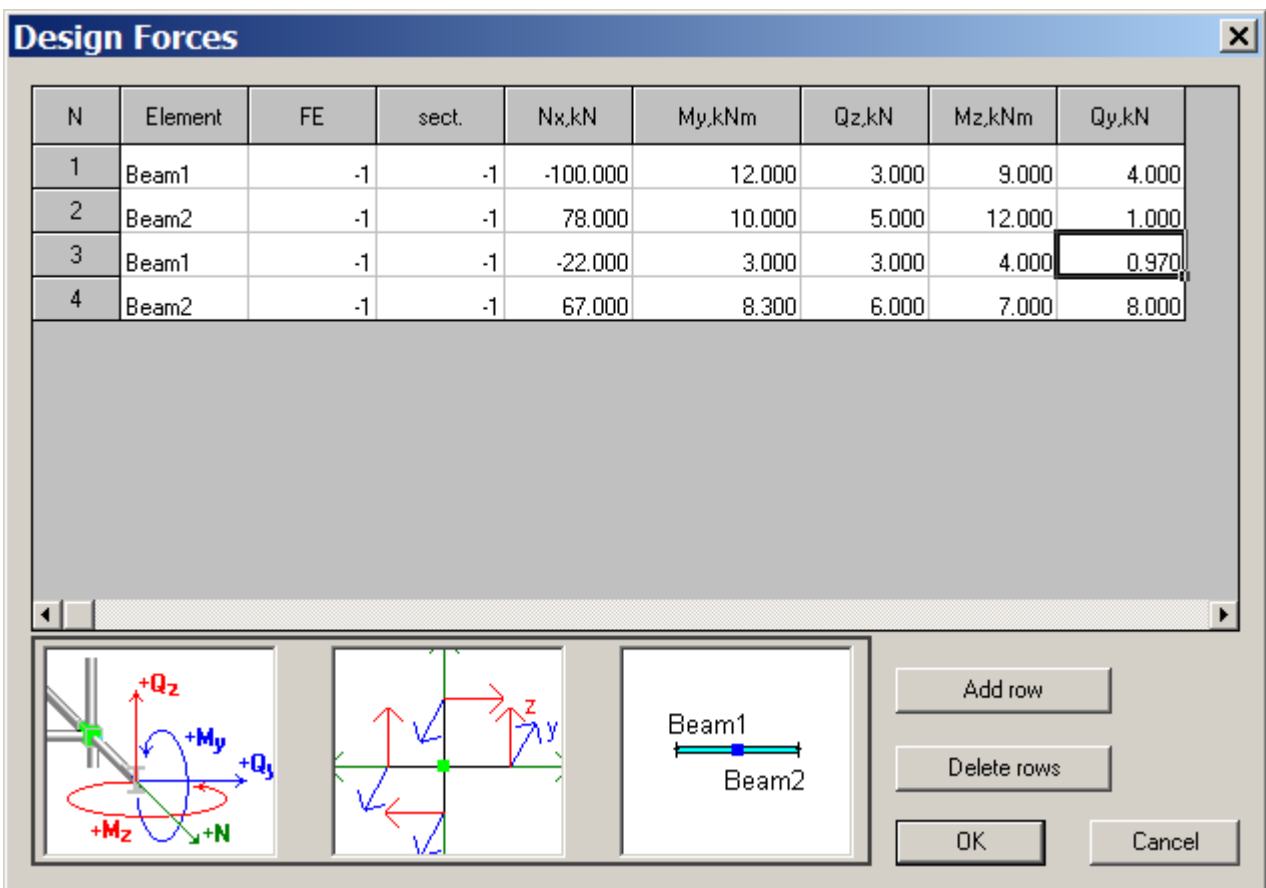 Design Forces
N Element FE sect. Nx,kN My,kNm Qz,kN Mz,kNm Qy,kN
1 Beam1 -1 -1 -100.000 12.000 3.000 9.000 4.000
2 Beam2 -1 -1 78.000 10.000 5.000 12.000 1.000
3 Beam1 -1 -1 -22.000 3.000 3.000 4.000 0.970
4 Beam2 -1 -1 67.000 8.300 6.000 7.000 8.000
+Qz
+My
+Qy
+Mz
+N
z
y
Beam1
Beam2
Add row
Delete rows
OK Cancel